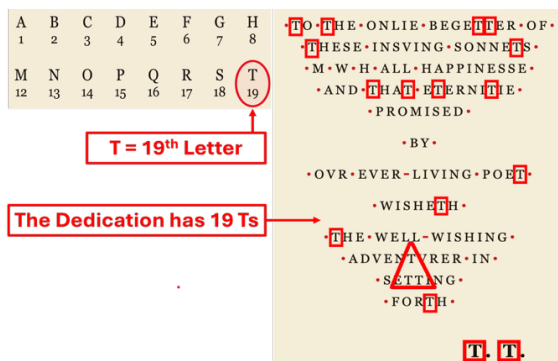 A B C D E F G H
1 2 3 4 5 6 7 8
M N O P Q R S T
12 13 14 15 16 17 18 19
T = 19th Letter
The Dedication has 19 Ts
·TO·THE·ONLIE·BEGETTER·OF·
·THESE·INSVING·SONNETS·
·M·W·H·ALL·HAPPINESSE·
·AND·THAT·ETERNITIE·
·PROMISED·
·BY·
·OVR·EVER-LIVING·POET·
·WISHETH·
·THE·WELL-WISHING·
·ADVENTVRER·IN·
·SETTING·
·FORTH·
T. T.